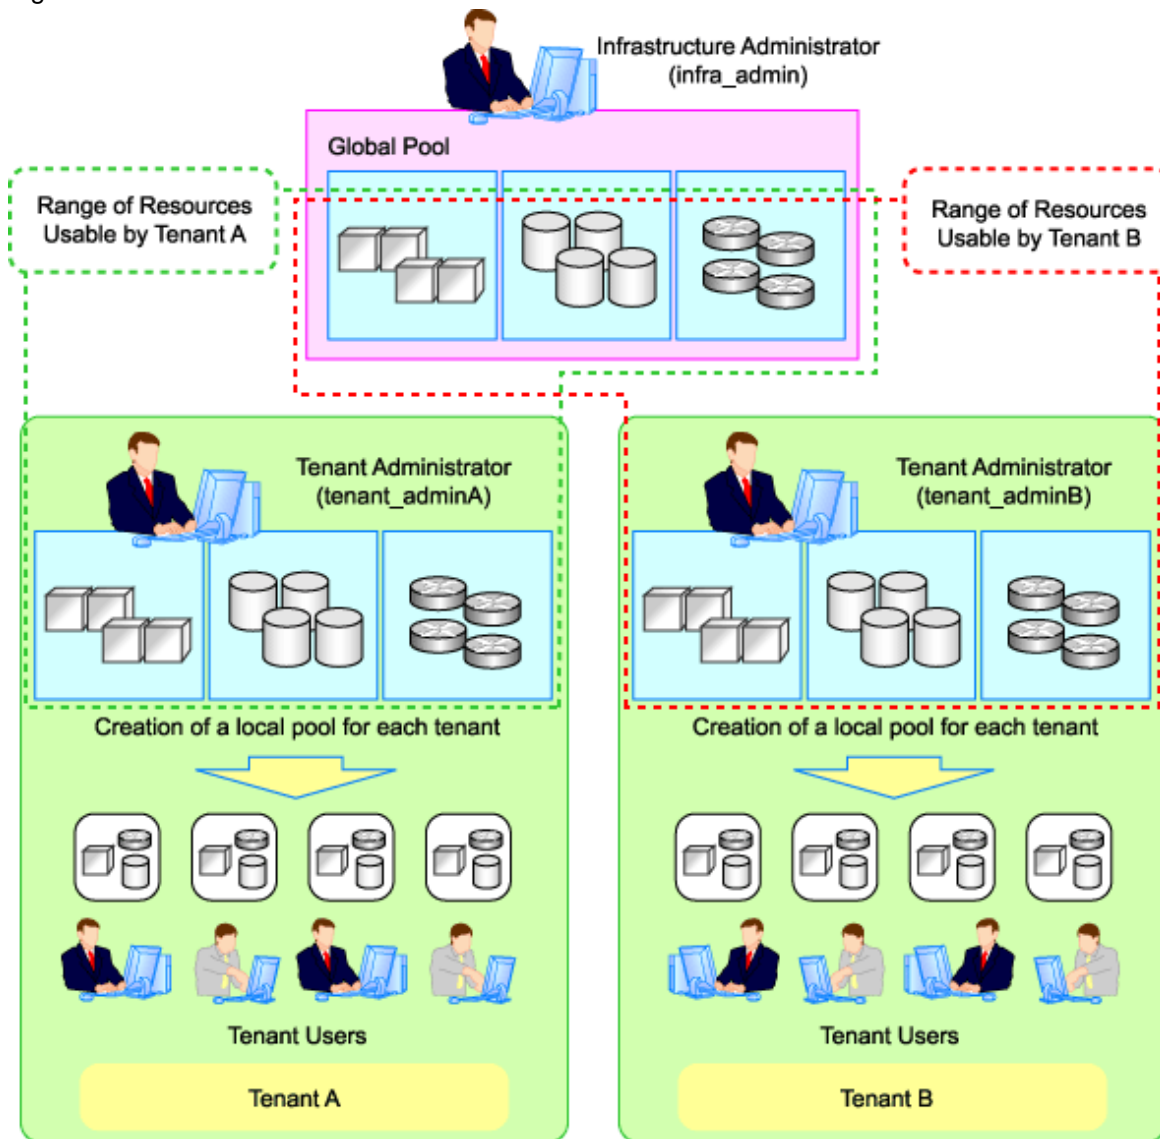 Infrastructure Administrator
(infra_admin)
Global Pool
Range of Resources
Usable by Tenant A
Range of Resources
Usable by Tenant B
Tenant Administrator
(tenant_adminA)
Tenant Administrator
(tenant_adminB)
Creation of a local pool for each tenant
Creation of a local pool for each tenant
Tenant Users
Tenant Users
Tenant A
Tenant B